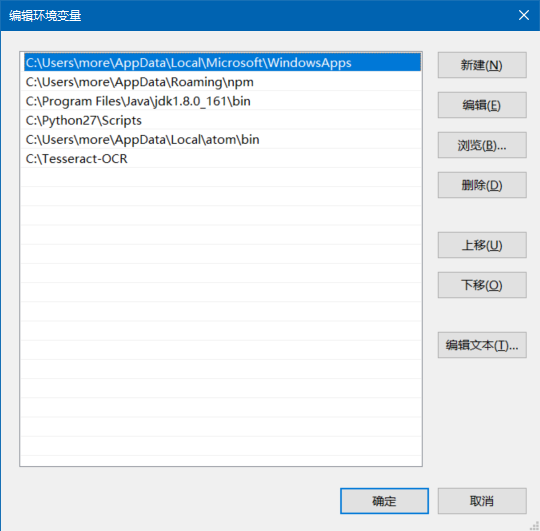 编辑环境变量
C:\Users\more\AppData\Local\Microsoft\WindowsApps
C:\Users\more\AppData\Roaming\npm
C:\Program Files\Java\jdk1.8.0_161\bin
C:\Python27\Scripts
C:\Users\more\AppData\Local\atom\bin
C:\Tesseract-OCR
新建(N)
编辑(E)
浏览(B)...
删除(D)
上移(U)
下移(O)
编辑文本(T)...
确定
取消